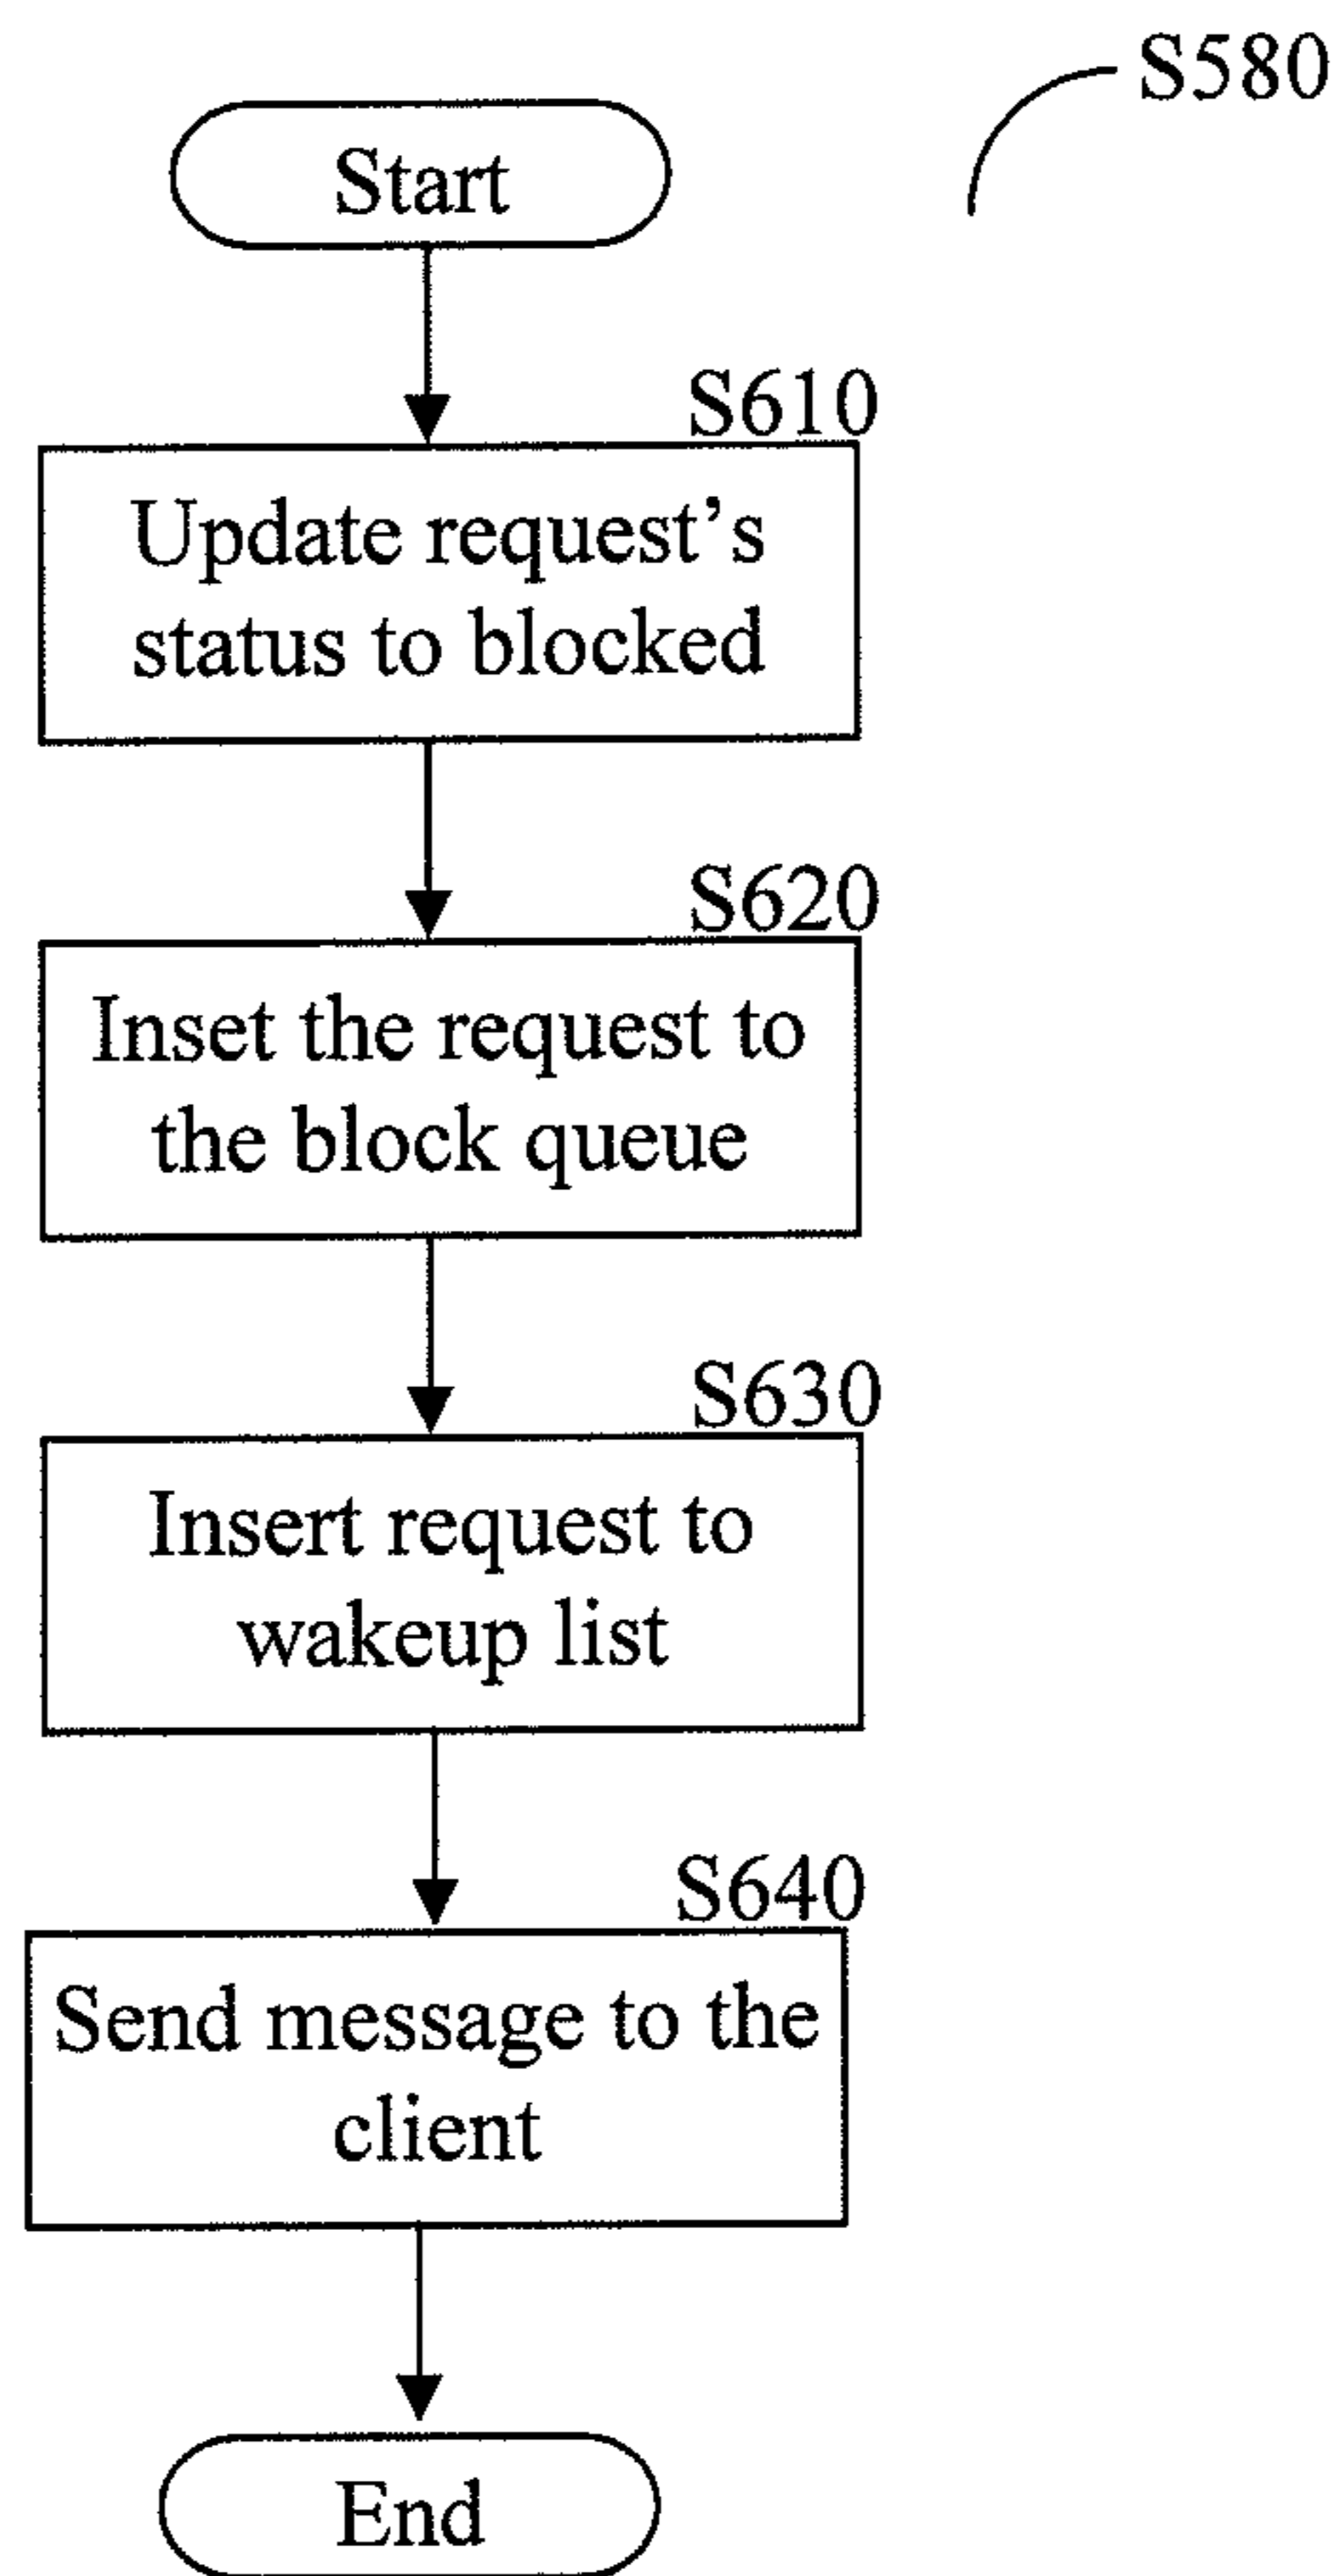 S580
Start
S610
Update request’s
status to blocked
S620
Inset the request to
the block queue
S630
Insert request to
wakeup list
S640
Send message to the
client
End